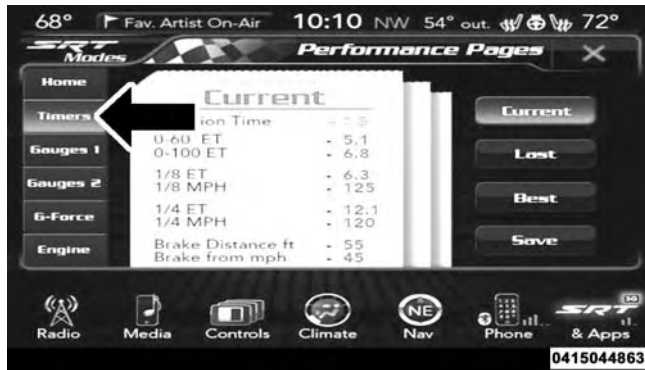 68° Fav. Artist On-Air 10:10 NW 54° out. 72°
SRT Modes Performance Pages X
Home
Timers
Gauges 1
Gauges 2
G-Force
Engine
Current
ion Time
0-60 ET - 5.1
0-100 ET - 6.8
1/8 ET - 6.3
1/8 MPH - 125
1/4 ET - 12.1
1/4 MPH - 120
Brake Distance ft - 55
Brake from mph - 45
Current
Last
Best
Save
Radio
Media
Controls
Climate
NE
Nav
Phone
3G
SRT
& Apps
0415044863